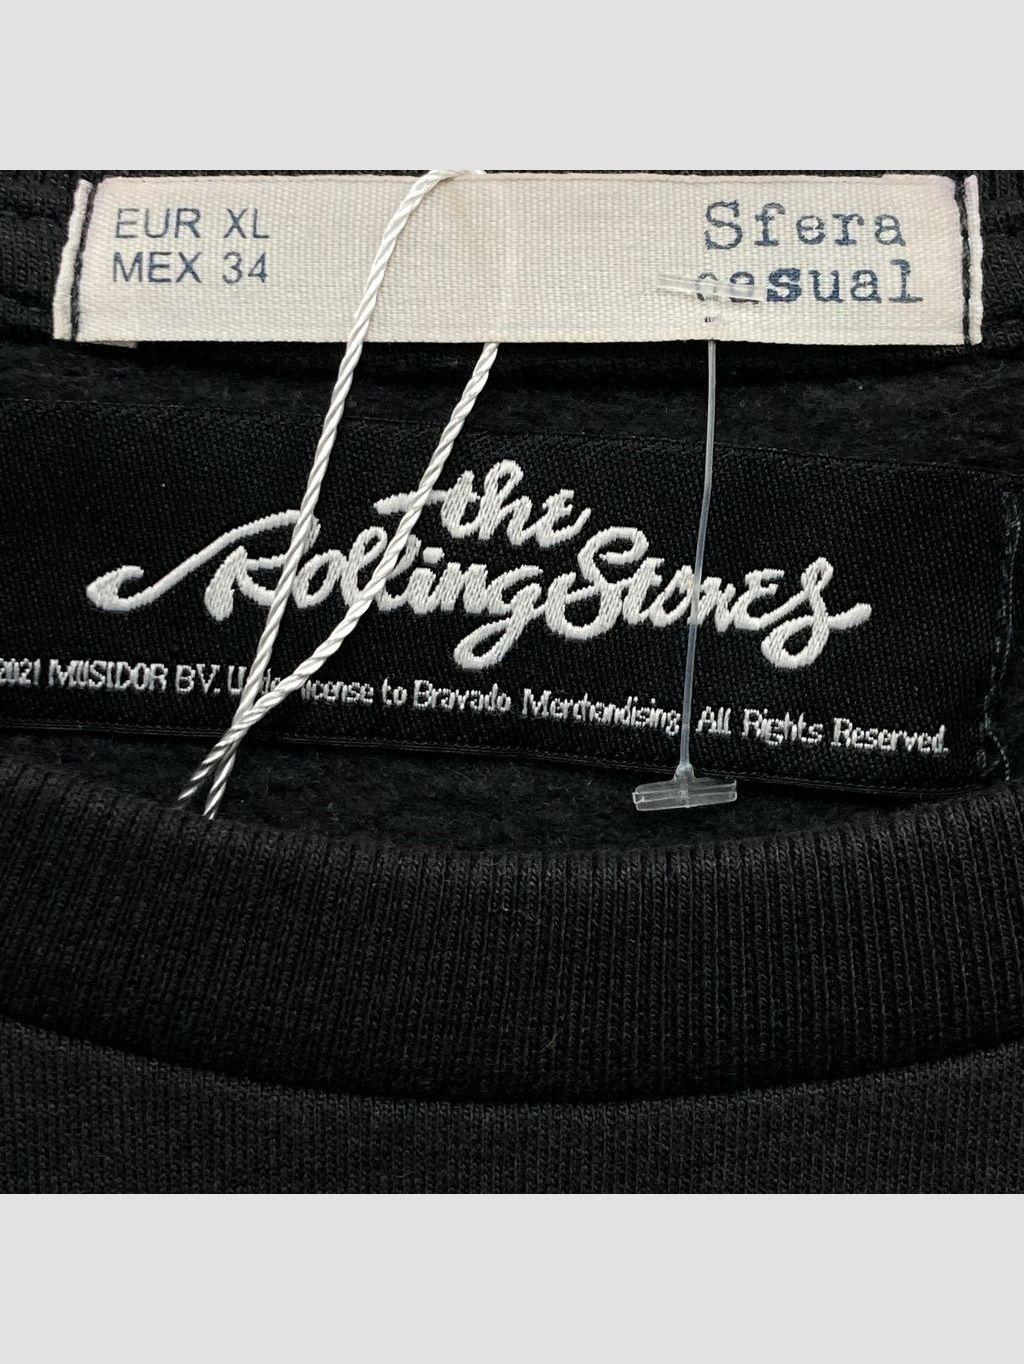 EUR XL
MEX 34
Sfera
casual
the
Rolling Stones
2021 MUSIDOR BV. Under license to Bravado Merchandising. All Rights Reserved.